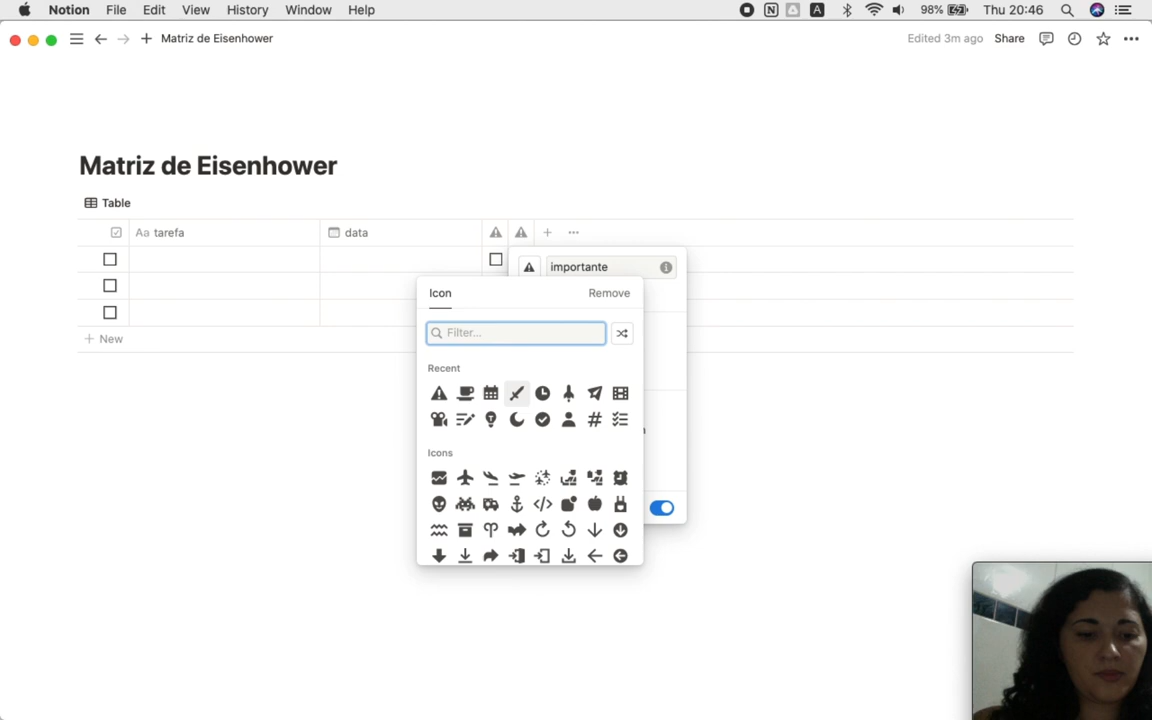 Notion File Edit View History Window Help 98% Thu 20:46
Matriz de Eisenhower Edited 3m ago Share
Matriz de Eisenhower
Table
Aa tarefa data
importante
Icon Remove
Filter...
Recent
Icons
New